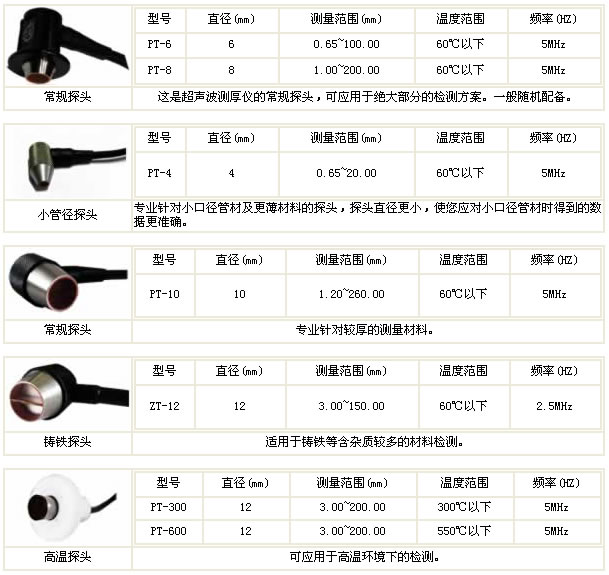 型号 直径(mm) 测量范围(mm) 温度范围 频率(HZ)
PT-6 6 0.65~100.00 60℃以下 5MHz
PT-8 8 1.00~200.00 60℃以下 5MHz
常规探头 这是超声波测厚仪的常规探头，可应用于绝大部分的检测方案。一般随机配备。
型号 直径(mm) 测量范围(mm) 温度范围 频率(HZ)
PT-4 4 0.65~20.00 60℃以下 5MHz
小管径探头 专业针对小口径管材及更薄材料的探头，探头直径更小，使您应对小口径管材时得到的数
据更准确。
型号 直径(mm) 测量范围(mm) 温度范围 频率(HZ)
PT-10 10 1.20~260.00 60℃以下 5MHz
常规探头 专业针对较厚的测量材料。
型号 直径(mm) 测量范围(mm) 温度范围 频率(HZ)
ZT-12 12 3.00~150.00 60℃以下 2.5MHz
铸铁探头 适用于铸铁等含杂质较多的材料检测。
型号 直径(mm) 测量范围(mm) 温度范围 频率(HZ)
PT-300 12 3.00~200.00 300℃以下 5MHz
PT-600 12 3.00~200.00 550℃以下 5MHz
高温探头 可应用于高温环境下的检测。